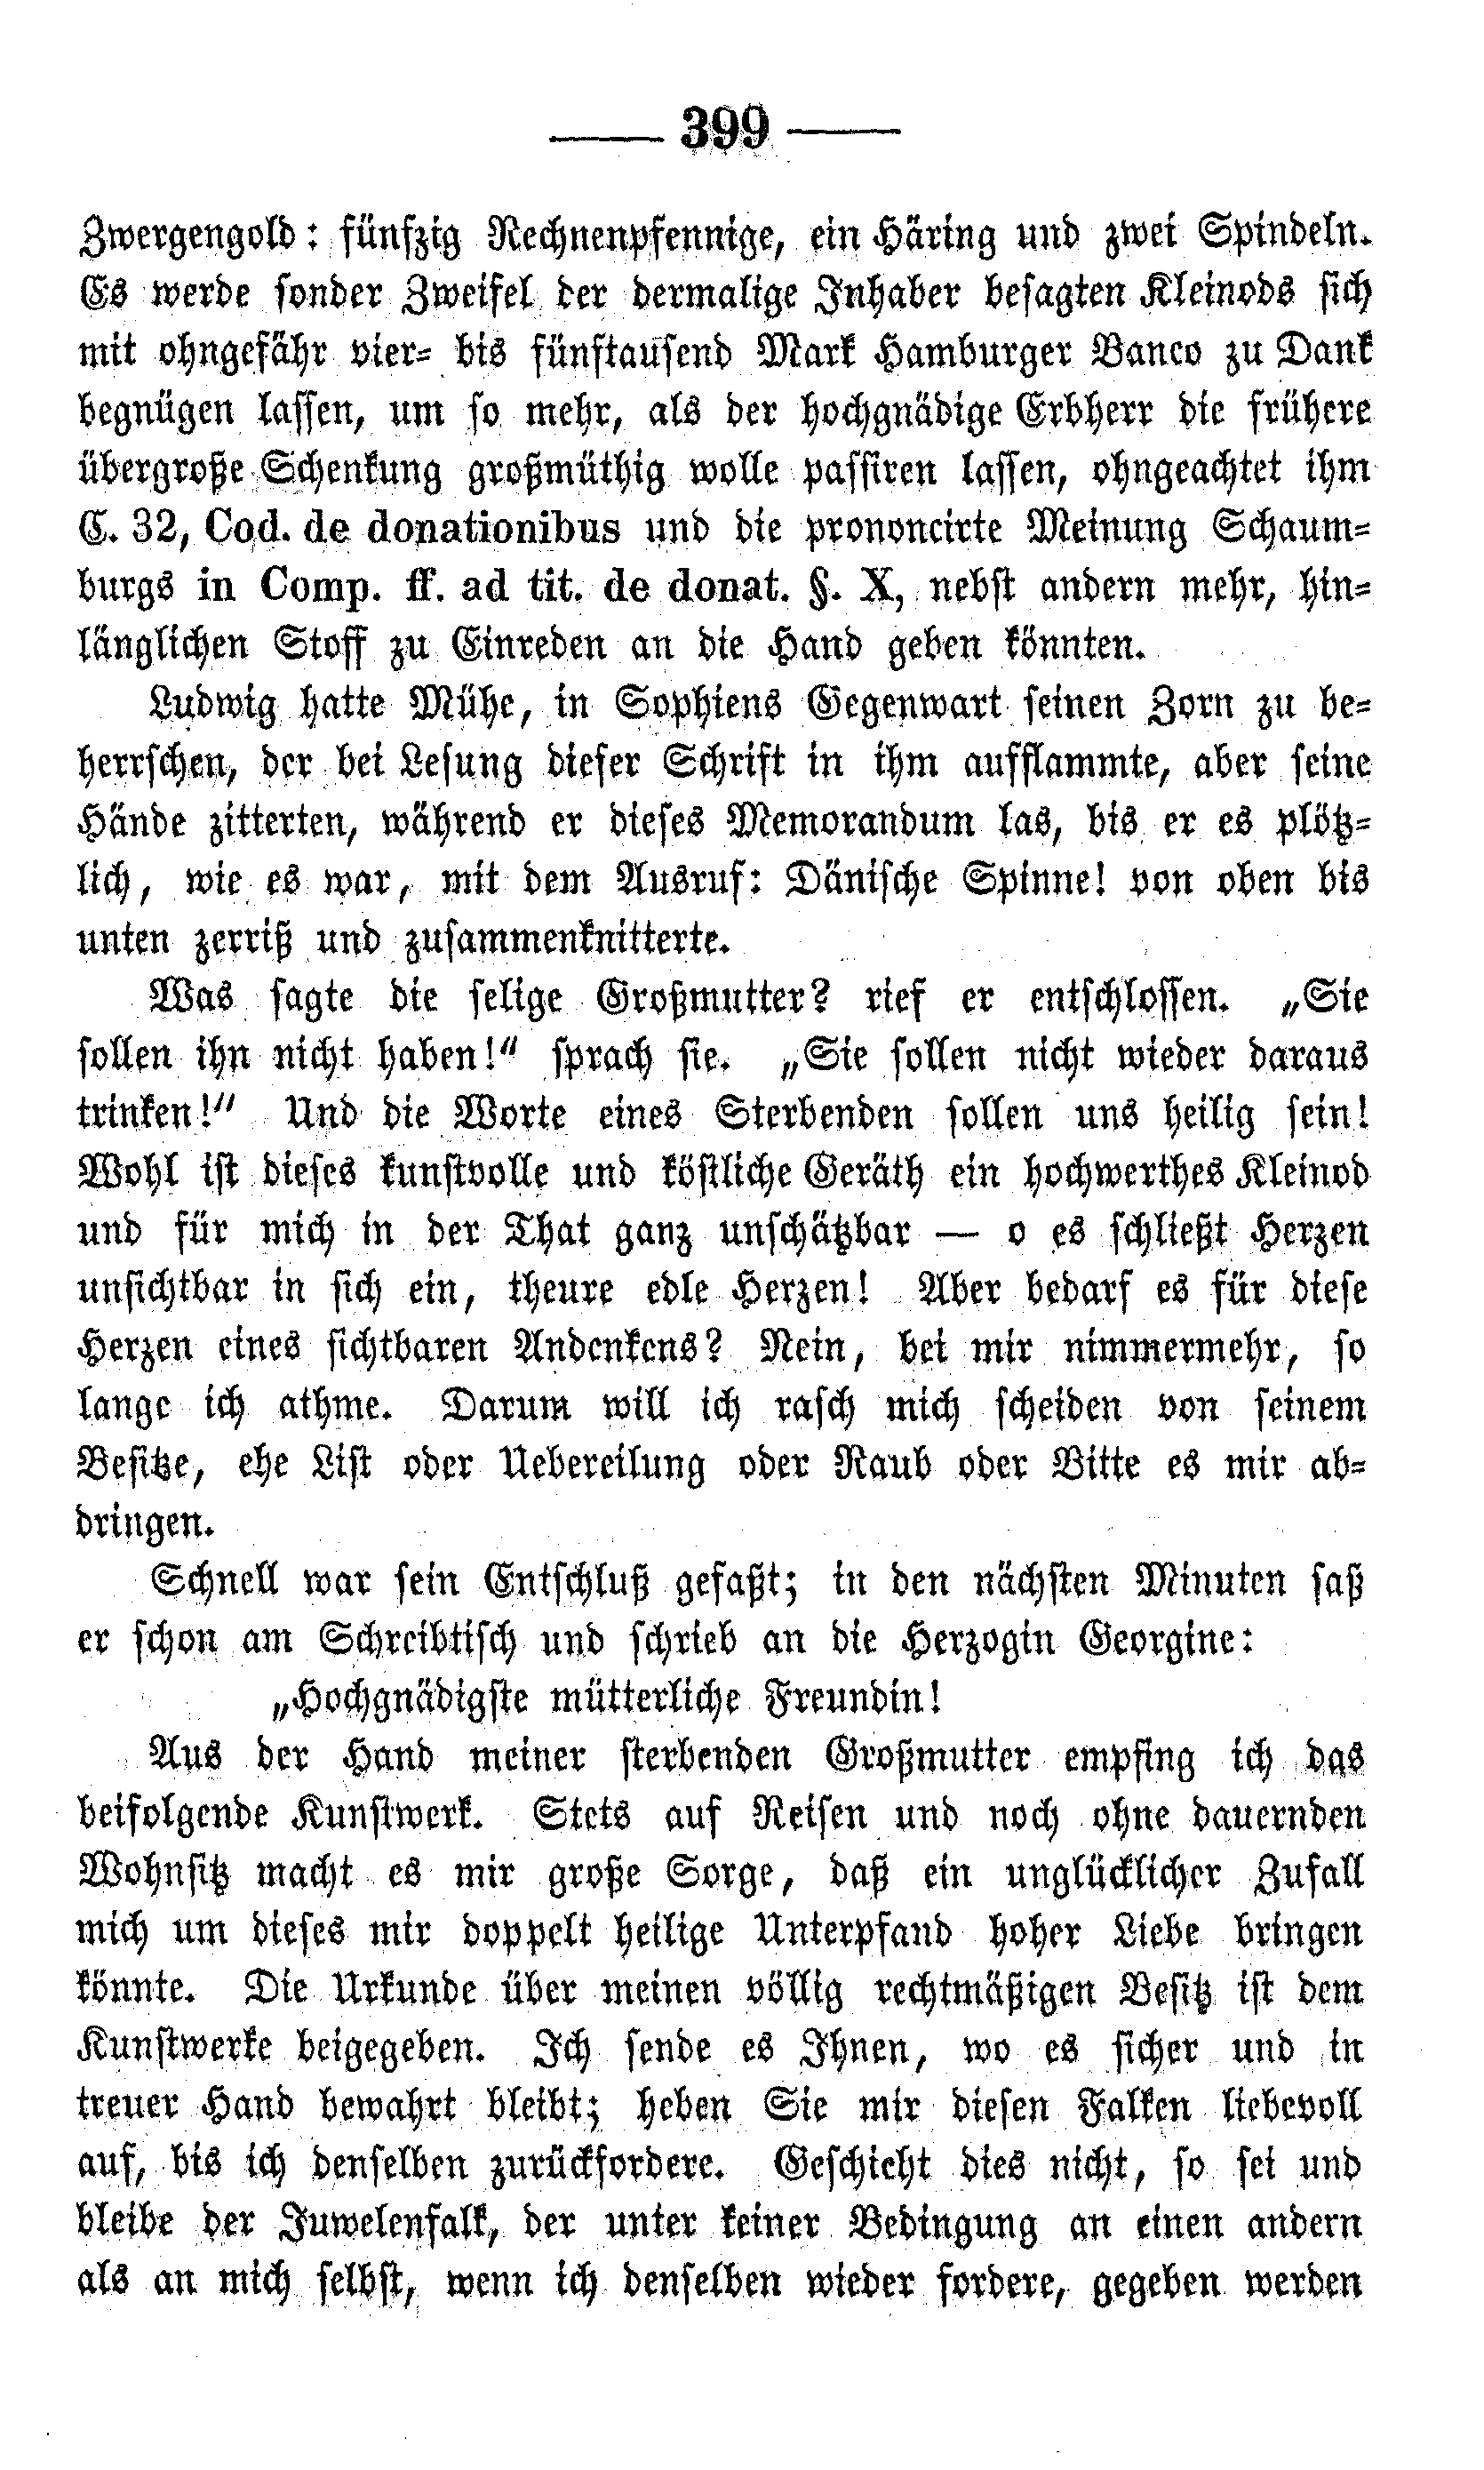 —— 399 ——
Zwergengold: fünfzig Rechnenpfennige, ein Häring und zwei Spindeln.
Es werde sonder Zweifel der dermalige Inhaber besagten Kleinods sich
mit ohngefähr vier- bis fünftausend Mark Hamburger Banco zu Dank
begnügen lassen, um so mehr, als der hochgnädige Erbherr die frühere
übergroße Schenkung großmüthig wolle passiren lassen, ohngeachtet ihm
C. 32, Cod. de donationibus und die prononcirte Meinung Schaum-
burgs in Comp. ff. ad tit. de donat. §. X, nebst andern mehr, hin-
länglichen Stoff zu Einreden an die Hand geben könnten.
Ludwig hatte Mühe, in Sophiens Gegenwart seinen Zorn zu be-
herrschen, der bei Lesung dieser Schrift in ihm aufflammte, aber seine
Hände zitterten, während er dieses Memorandum las, bis er es plötz-
lich, wie es war, mit dem Ausruf: Dänische Spinne! von oben bis
unten zerriß und zusammenknitterte.
Was sagte die selige Großmutter? rief er entschlossen. „Sie
sollen ihn nicht haben!“ sprach sie. „Sie sollen nicht wieder daraus
trinken!“ Und die Worte eines Sterbenden sollen uns heilig sein!
Wohl ist dieses kunstvolle und köstliche Geräth ein hochwerthes Kleinod
und für mich in der That ganz unschätzbar — o es schließt Herzen
unsichtbar in sich ein, theure edle Herzen! Aber bedarf es für diese
Herzen eines sichtbaren Andenkens? Nein, bei mir nimmermehr, so
lange ich athme. Darum will ich rasch mich scheiden von seinem
Besitze, ehe List oder Uebereilung oder Raub oder Bitte es mir ab-
dringen.
Schnell war sein Entschluß gefaßt; in den nächsten Minuten saß
er schon am Schreibtisch und schrieb an die Herzogin Georgine:
„Hochgnädigste mütterliche Freundin!
Aus der Hand meiner sterbenden Großmutter empfing ich das
beifolgende Kunstwerk. Stets auf Reisen und noch ohne dauernden
Wohnsitz macht es mir große Sorge, daß ein unglücklicher Zufall
mich um dieses mir doppelt heilige Unterpfand hoher Liebe bringen
könnte. Die Urkunde über meinen völlig rechtmäßigen Besitz ist dem
Kunstwerke beigegeben. Ich sende es Ihnen, wo es sicher und in
treuer Hand bewahrt bleibt; heben Sie mir diesen Falken liebevoll
auf, bis ich denselben zurückfordere. Geschieht dies nicht, so sei und
bleibe der Juwelenfalk, der unter keiner Bedingung an einen andern
als an mich selbst, wenn ich denselben wieder fordere, gegeben werden